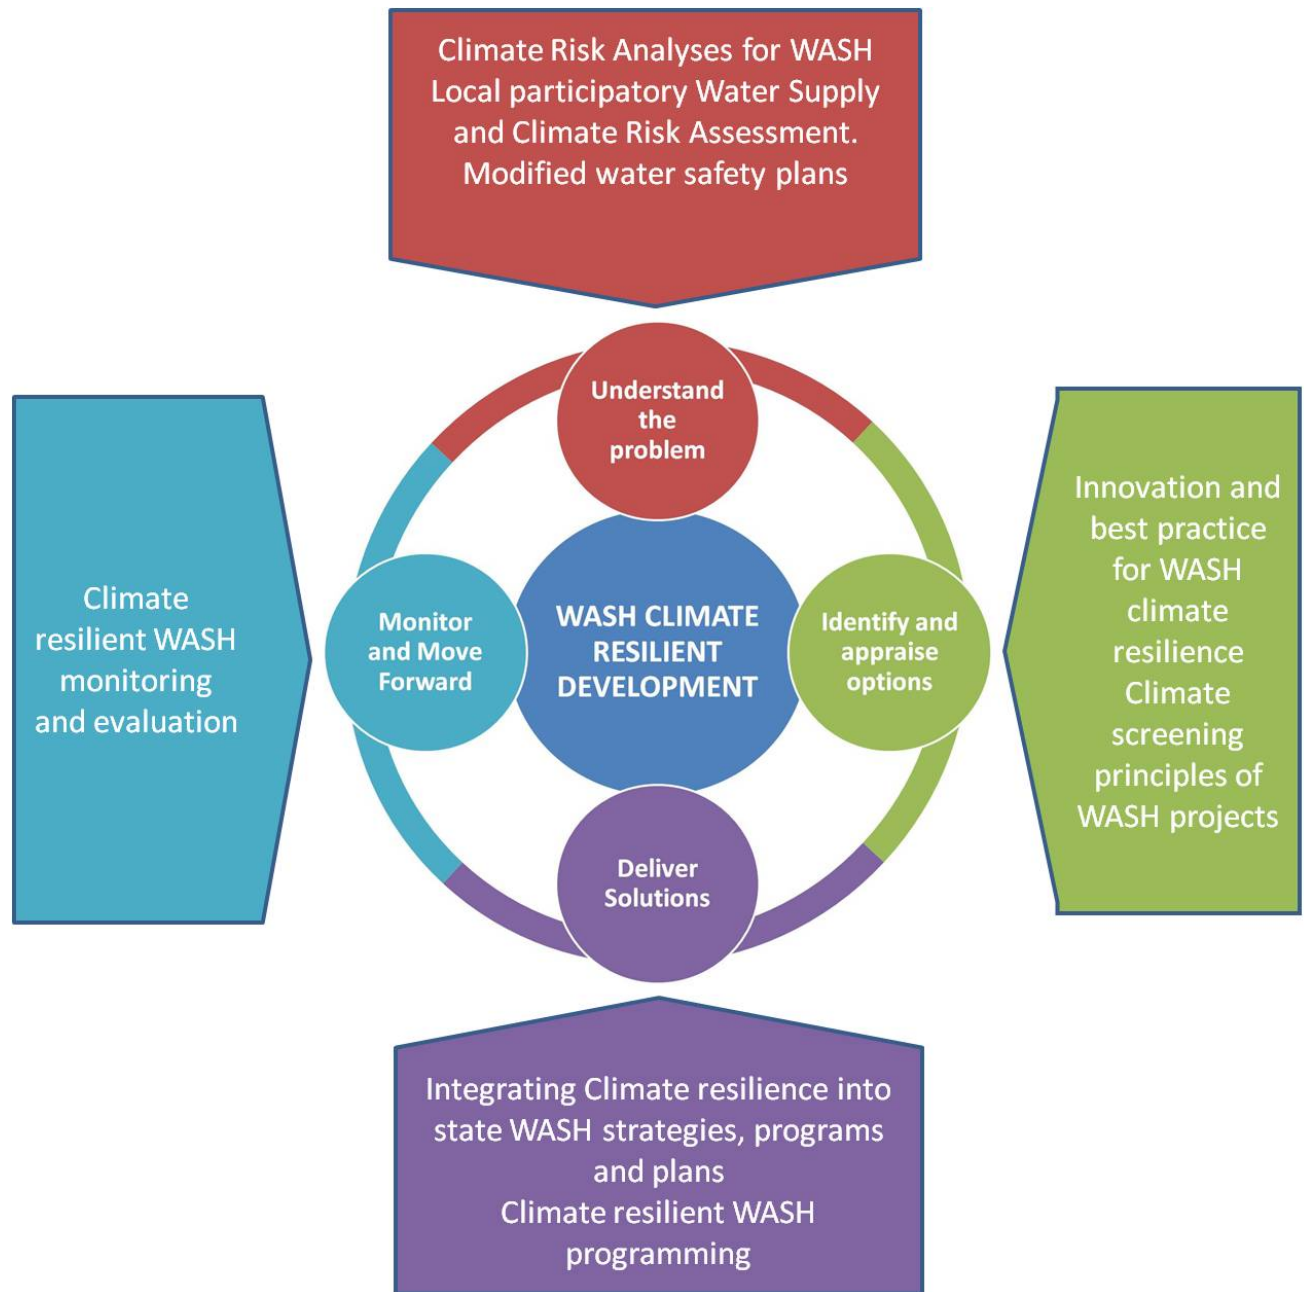 Climate Risk Analyses for WASH
Local participatory Water Supply
and Climate Risk Assessment.
Modified water safety plans
Understand
the
problem
Climate
resilient WASH
monitoring
and evaluation
Monitor
and Move
Forward
WASH CLIMATE
RESILIENT
DEVELOPMENT
Identify and
appraise
options
Innovation and
best practice
for WASH
climate
resilience
Climate
screening
principles of
WASH projects
Deliver
Solutions
Integrating Climate resilience into
state WASH strategies, programs
and plans
Climate resilient WASH
programming